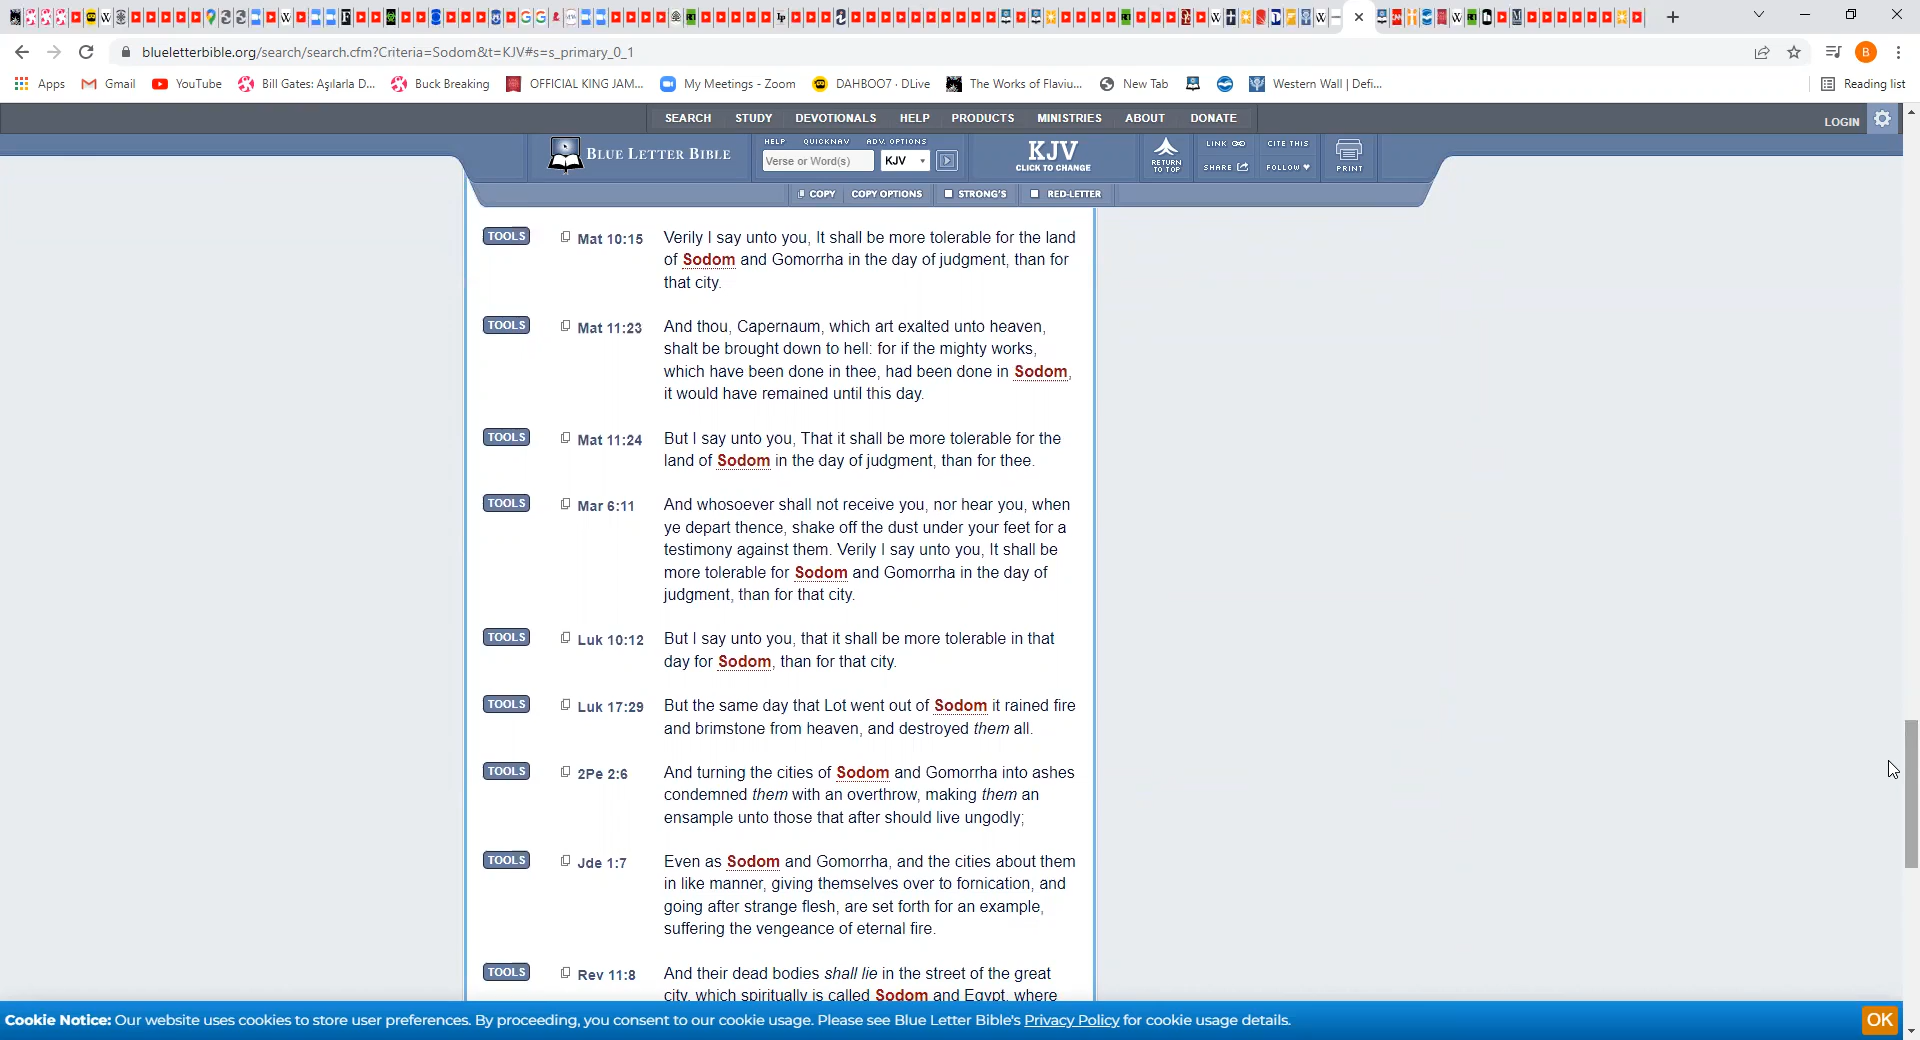 blueletterbible.org/search/search.cfm?Criteria=Sodom&t=KJV#s=s_primary_0_1
B
Apps Gmail YouTube Bill Gates: Aşılarla D... Buck Breaking OFFICIAL KING JAM... My Meetings - Zoom DAHBOO7 · DLive The Works of Flaviu... New Tab Western Wall | Defi... Reading list
SEARCH STUDY DEVOTIONALS HELP PRODUCTS MINISTRIES ABOUT DONATE LOGIN
BLUE LETTER BIBLE
HELP QUICKNAV ADV. OPTIONS
Verse or Word(s) KJV
KJV
CLICK TO CHANGE
RETURN
TO TOP
LINK CITE THIS
SHARE FOLLOW
PRINT
COPY COPY OPTIONS STRONG'S RED-LETTER
TOOLS Mat 10:15 Verily I say unto you, It shall be more tolerable for the land
of Sodom and Gomorrha in the day of judgment, than for
that city.
TOOLS Mat 11:23 And thou, Capernaum, which art exalted unto heaven,
shalt be brought down to hell: for if the mighty works,
which have been done in thee, had been done in Sodom,
it would have remained until this day.
TOOLS Mat 11:24 But I say unto you, That it shall be more tolerable for the
land of Sodom in the day of judgment, than for thee.
TOOLS Mar 6:11 And whosoever shall not receive you, nor hear you, when
ye depart thence, shake off the dust under your feet for a
testimony against them. Verily I say unto you, It shall be
more tolerable for Sodom and Gomorrha in the day of
judgment, than for that city.
TOOLS Luk 10:12 But I say unto you, that it shall be more tolerable in that
day for Sodom, than for that city.
TOOLS Luk 17:29 But the same day that Lot went out of Sodom it rained fire
and brimstone from heaven, and destroyed them all.
TOOLS 2Pe 2:6 And turning the cities of Sodom and Gomorrha into ashes
condemned them with an overthrow, making them an
ensample unto those that after should live ungodly;
TOOLS Jde 1:7 Even as Sodom and Gomorrha, and the cities about them
in like manner, giving themselves over to fornication, and
going after strange flesh, are set forth for an example,
suffering the vengeance of eternal fire.
TOOLS Rev 11:8 And their dead bodies shall lie in the street of the great
city, which spiritually is called Sodom and Egypt, where
Cookie Notice: Our website uses cookies to store user preferences. By proceeding, you consent to our cookie usage. Please see Blue Letter Bible's Privacy Policy for cookie usage details. OK